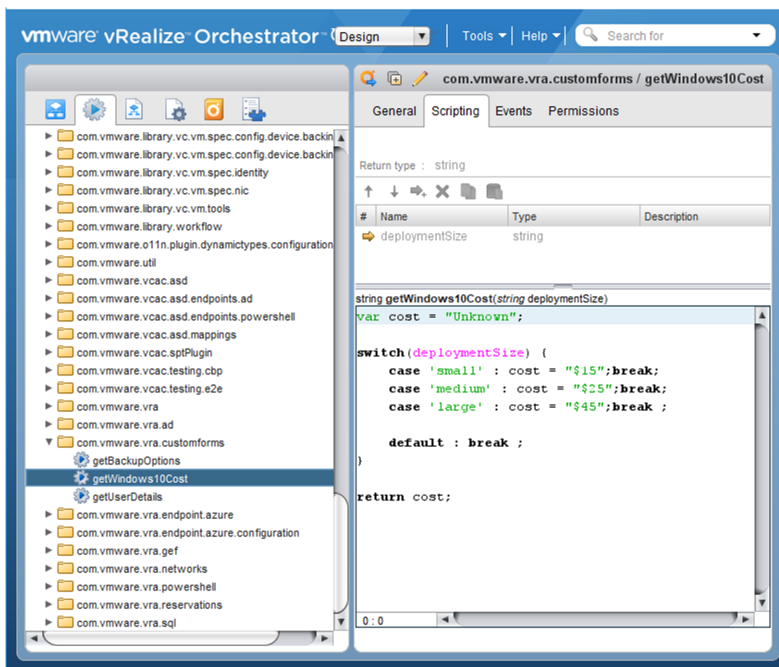 vmware vRealize Orchestrator
Design
Tools
Help
Search for
com.vmware.library.vc.vm.spec.config.device.backin
com.vmware.library.vc.vm.spec.config.device.backin
com.vmware.library.vc.vm.spec.identity
com.vmware.library.vc.vm.spec.nic
com.vmware.library.vc.vm.tools
com.vmware.library.workflow
com.vmware.o11n.plugin.dynamictypes.configuration
com.vmware.util
com.vmware.vcac.asd
com.vmware.vcac.asd.endpoints.ad
com.vmware.vcac.asd.endpoints.powershell
com.vmware.vcac.asd.mappings
com.vmware.vcac.sptPlugin
com.vmware.vcac.testing.cbp
com.vmware.vcac.testing.e2e
com.vmware.vra
com.vmware.vra.ad
com.vmware.vra.customforms
getBackupOptions
getWindows10Cost
getUserDetails
com.vmware.vra.endpoint.azure
com.vmware.vra.endpoint.azure.configuration
com.vmware.vra.gef
com.vmware.vra.networks
com.vmware.vra.powershell
com.vmware.vra.reservations
com.vmware.vra.sql
com.vmware.vra.customforms / getWindows10Cost
General Scripting Events Permissions
Return type : string
# Name Type Description
deploymentSize string
string getWindows10Cost(string deploymentSize)
var cost = "Unknown";
switch(deploymentSize) {
case 'small' : cost = "$15";break;
case 'medium' : cost = "$25";break;
case 'large' : cost = "$45";break ;
default : break ;
}
return cost;
0 : 0